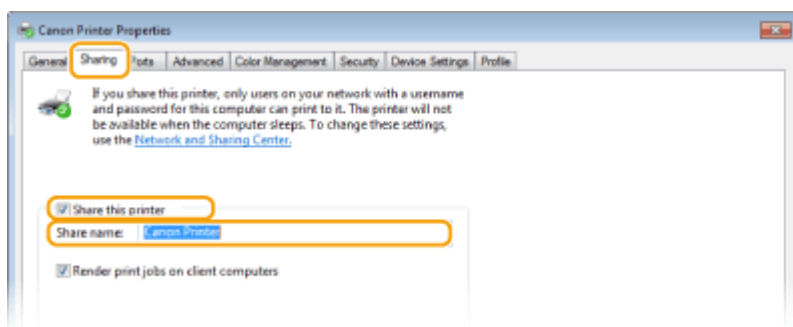 Canon Printer Properties
General Sharing Ports Advanced Color Management Security Device Settings Profile
If you share this printer, only users on your network with a username
and password for this computer can print to it. The printer will not
be available when the computer sleeps. To change these settings,
use the Network and Sharing Center.
Share this printer
Share name: Canon Printer
Render print jobs on client computers